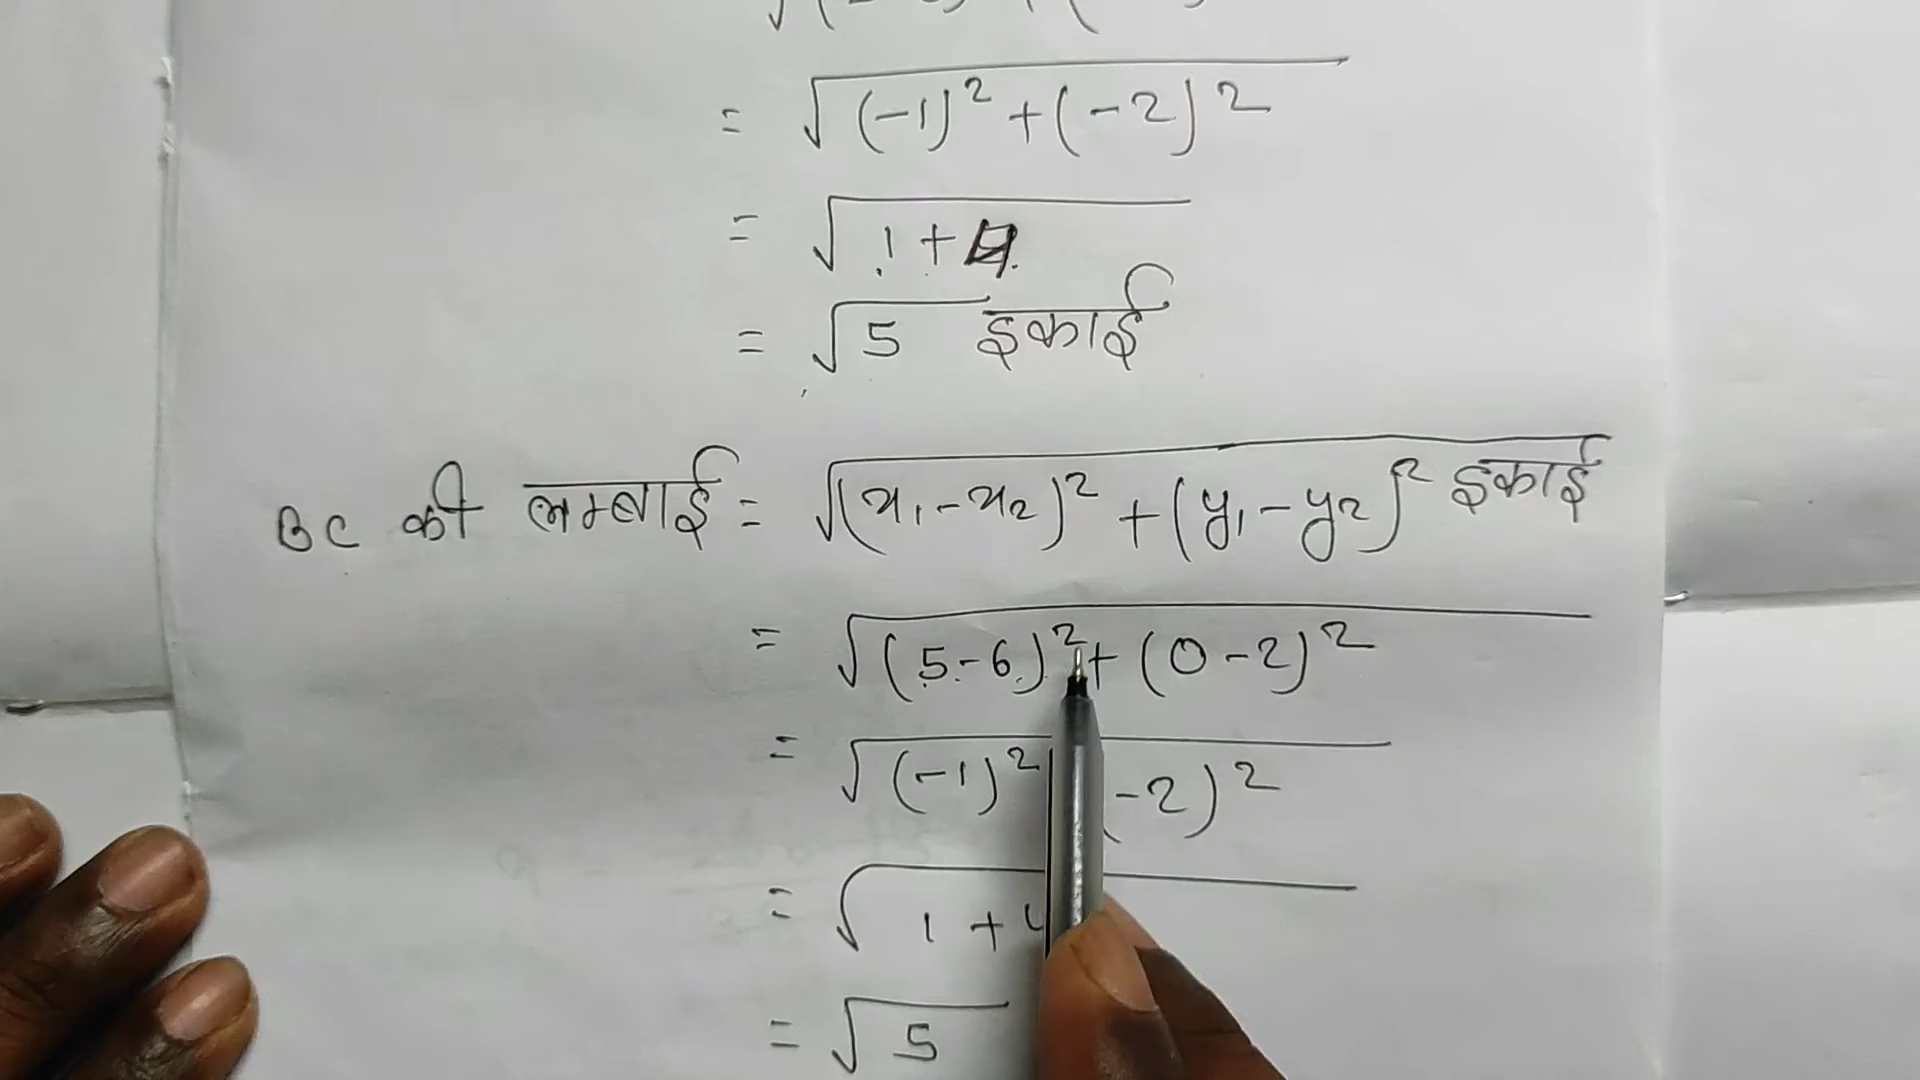 = √(-1)² + (-2)²
= √1+4
= √5 इकाई
BC की लम्बाई = √(x₁-x₂)² + (y₁-y₂)² इकाई
= √(5-6)² + (0-2)²
= √(-1)² (-2)²
= √1+4
= √5